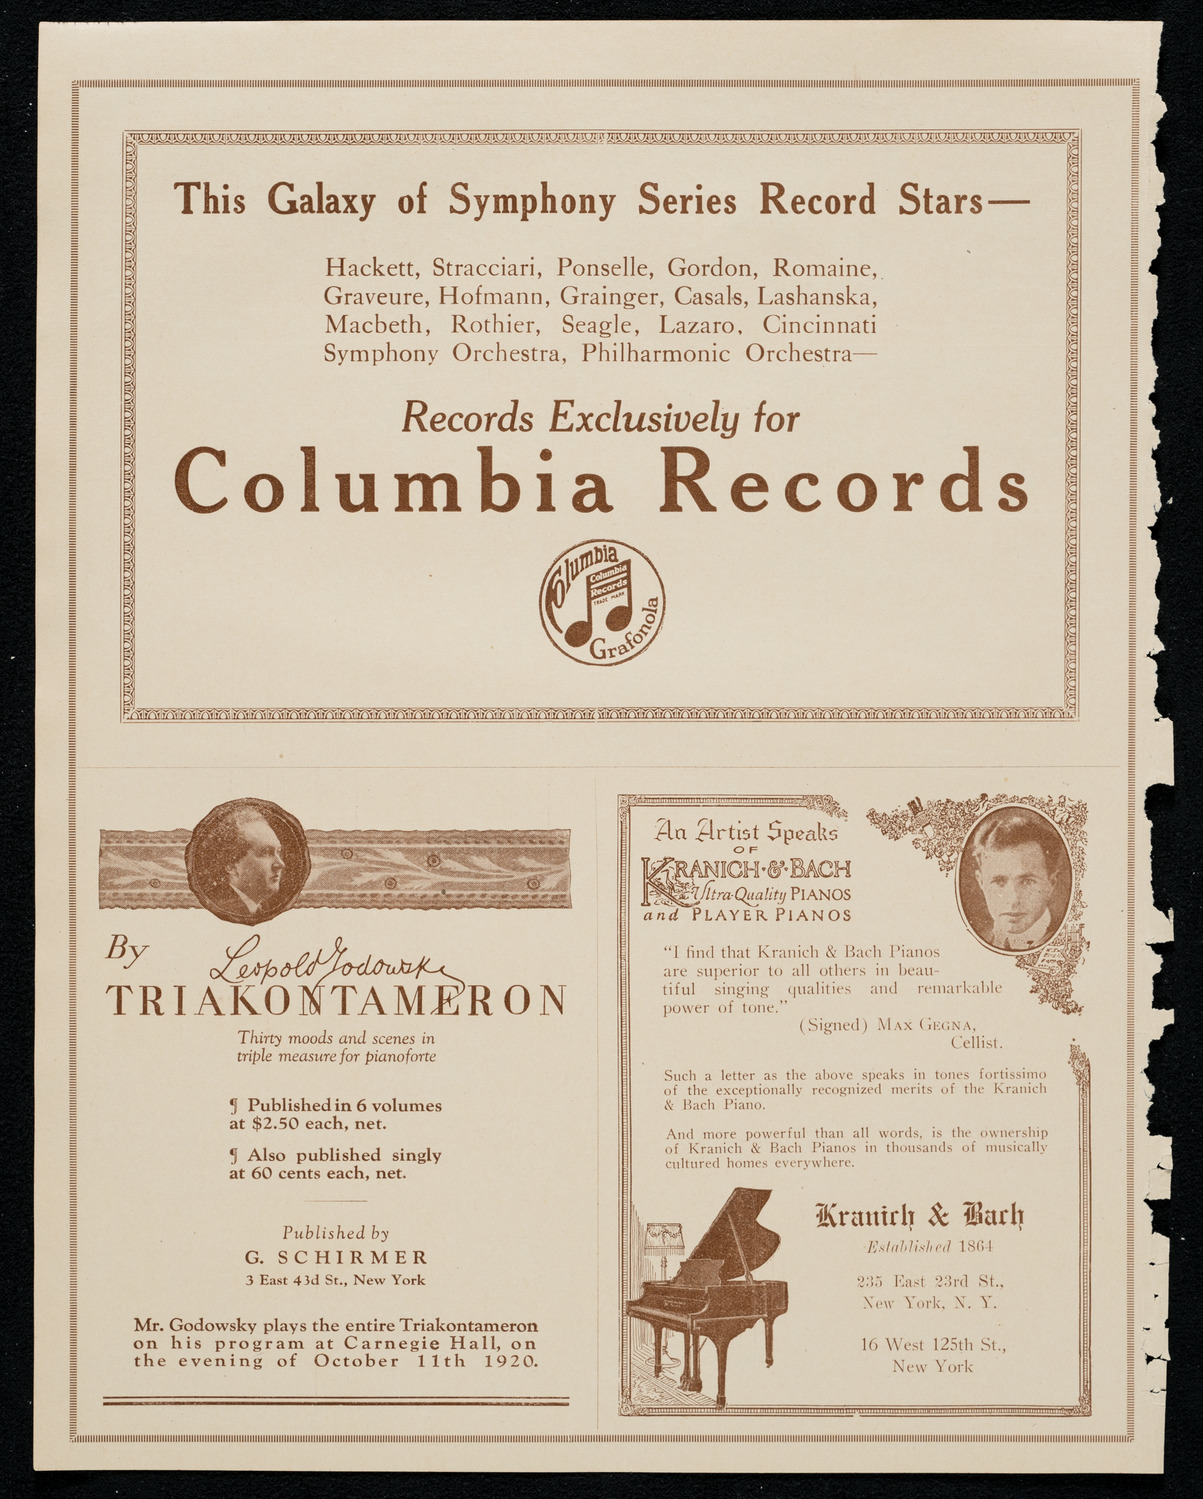 This Galaxy of Symphony Series Record Stars—
Hackett, Stracciari, Ponselle, Gordon, Romaine,
Graveure, Hofmann, Grainger, Casals, Lashanska,
Macbeth, Rothier, Seagle, Lazaro, Cincinnati
Symphony Orchestra, Philharmonic Orchestra—
Records Exclusively for
Columbia Records
Columbia
Columbia
Records
TRADE MARK
Grafonola
By Leopold Godowsky
TRIAKONTAMERON
Thirty moods and scenes in
triple measure for pianoforte
¶ Published in 6 volumes
at $2.50 each, net.
¶ Also published singly
at 60 cents each, net.
Published by
G. SCHIRMER
3 East 43d St., New York
Mr. Godowsky plays the entire Triakontameron
on his program at Carnegie Hall, on
the evening of October 11th 1920.
An Artist Speaks
OF
KRANICH·&·BACH
Ultra-Quality PIANOS
and PLAYER PIANOS
"I find that Kranich & Bach Pianos
are superior to all others in beau-
tiful singing qualities and remarkable
power of tone."
(Signed) MAX GEGNA,
Cellist.
Such a letter as the above speaks in tones fortissimo
of the exceptionally recognized merits of the Kranich
& Bach Piano.
And more powerful than all words, is the ownership
of Kranich & Bach Pianos in thousands of musically
cultured homes everywhere.
Kranich & Bach
Established 1864
235 East 23rd St.,
New York, N. Y.
16 West 125th St.,
New York